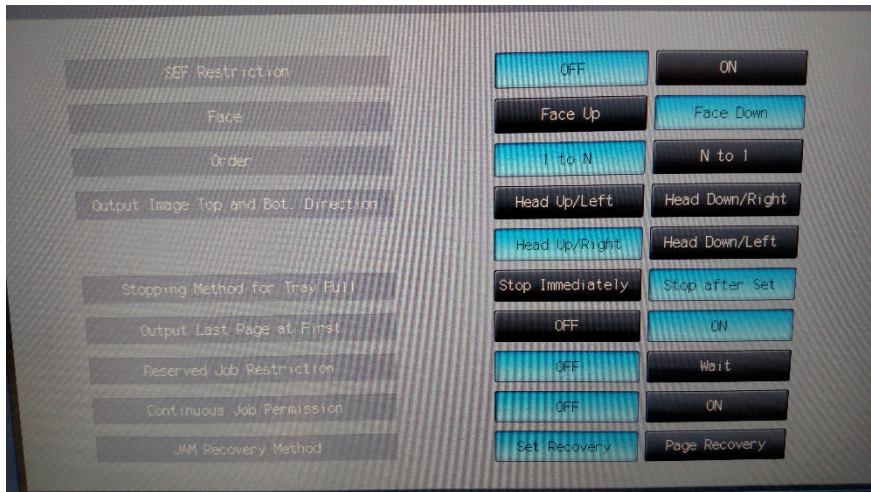 SEF Restriction OFF ON
Face Face Up Face Down
Order 1 to N N to 1
Output Image Top and Bot. Direction Head Up/Left Head Down/Right
Head Up/Right Head Down/Left
Stopping Method for Tray Full Stop Immediately Stop after Set
Output Last Page at First OFF ON
Reserved Job Restriction OFF Wait
Continuous Job Permission OFF ON
JAM Recovery Method Set Recovery Page Recovery